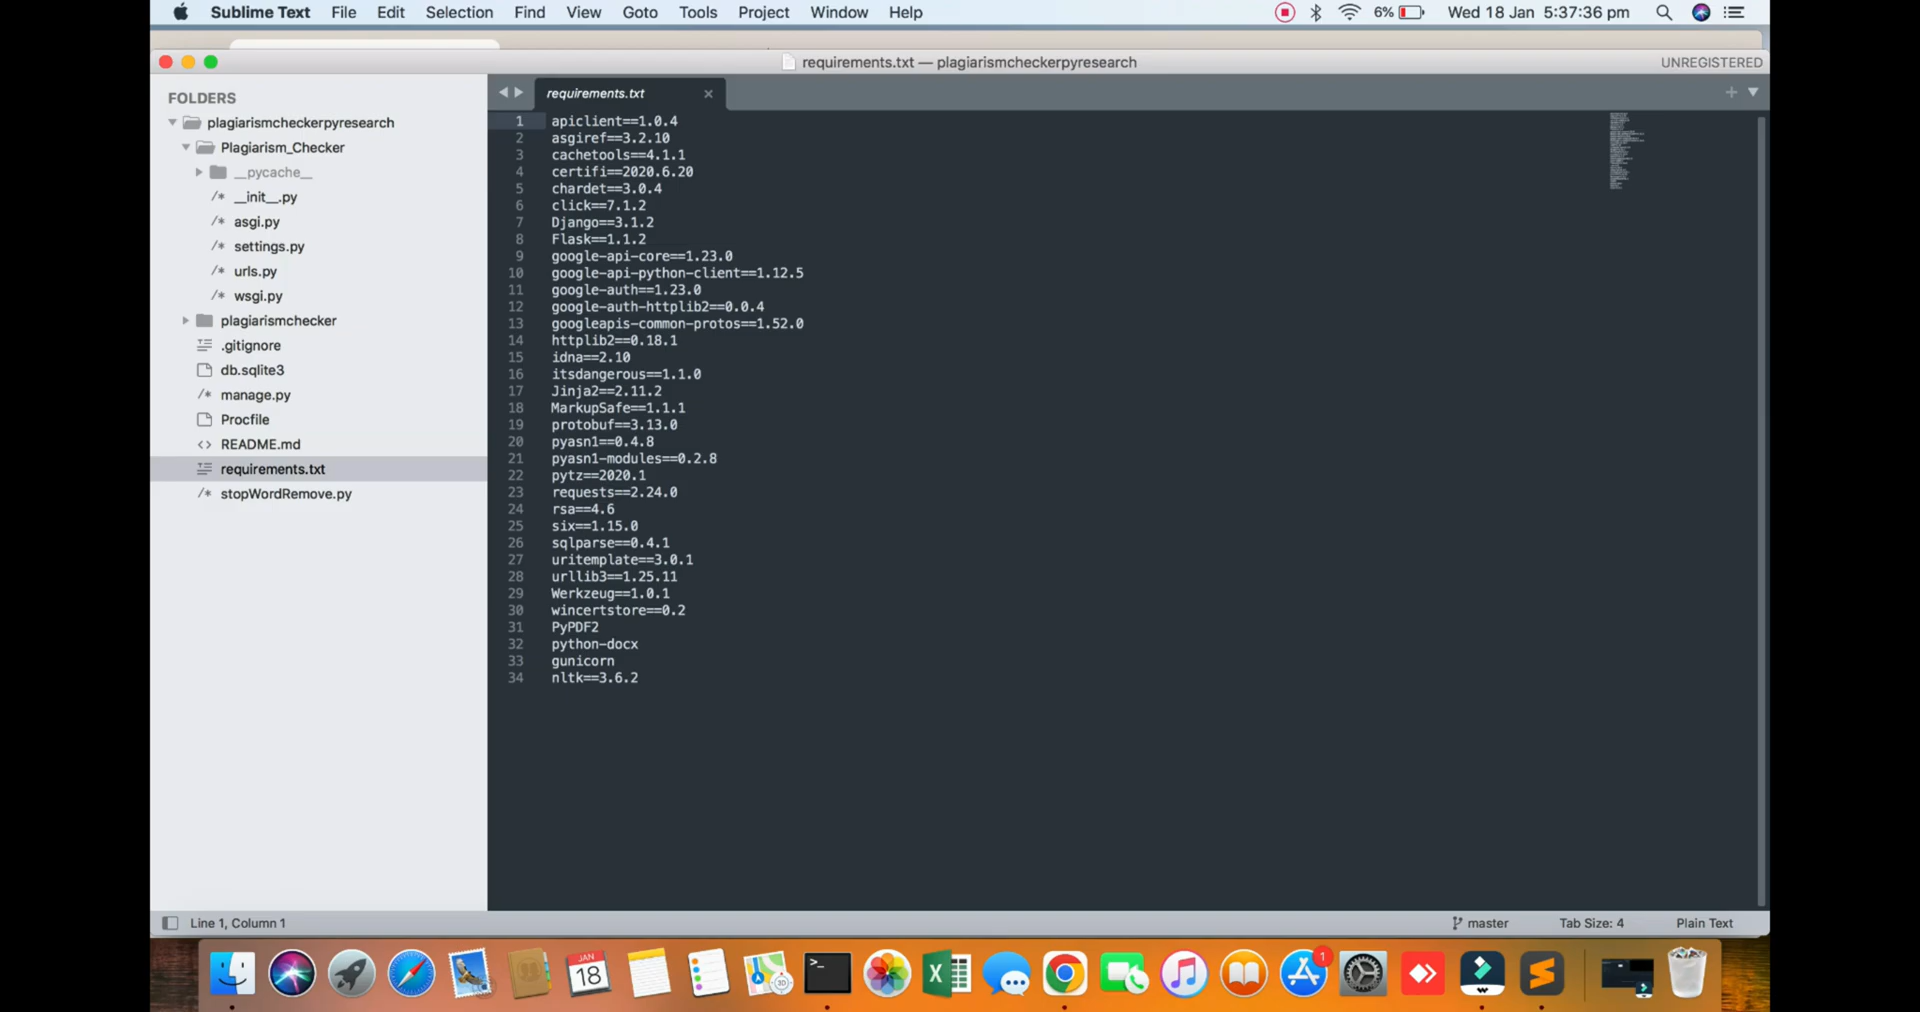 Sublime Text File Edit Selection Find View Goto Tools Project Window Help 6% Wed 18 Jan 5:37:36 pm
requirements.txt — plagiarismcheckerpyresearch UNREGISTERED
FOLDERS
plagiarismcheckerpyresearch
Plagiarism_Checker
__pycache__
/* __init__.py
/* asgi.py
/* settings.py
/* urls.py
/* wsgi.py
plagiarismchecker
.gitignore
db.sqlite3
/* manage.py
Procfile
<> README.md
requirements.txt
/* stopWordRemove.py
requirements.txt ×
1 apiclient==1.0.4
2 asgiref==3.2.10
3 cachetools==4.1.1
4 certifi==2020.6.20
5 chardet==3.0.4
6 click==7.1.2
7 Django==3.1.2
8 Flask==1.1.2
9 google-api-core==1.23.0
10 google-api-python-client==1.12.5
11 google-auth==1.23.0
12 google-auth-httplib2==0.0.4
13 googleapis-common-protos==1.52.0
14 httplib2==0.18.1
15 idna==2.10
16 itsdangerous==1.1.0
17 Jinja2==2.11.2
18 MarkupSafe==1.1.1
19 protobuf==3.13.0
20 pyasn1==0.4.8
21 pyasn1-modules==0.2.8
22 pytz==2020.1
23 requests==2.24.0
24 rsa==4.6
25 six==1.15.0
26 sqlparse==0.4.1
27 uritemplate==3.0.1
28 urllib3==1.25.11
29 Werkzeug==1.0.1
30 wincertstore==0.2
31 PyPDF2
32 python-docx
33 gunicorn
34 nltk==3.6.2
Line 1, Column 1 master Tab Size: 4 Plain Text
JAN
18
>_
X
3D
1